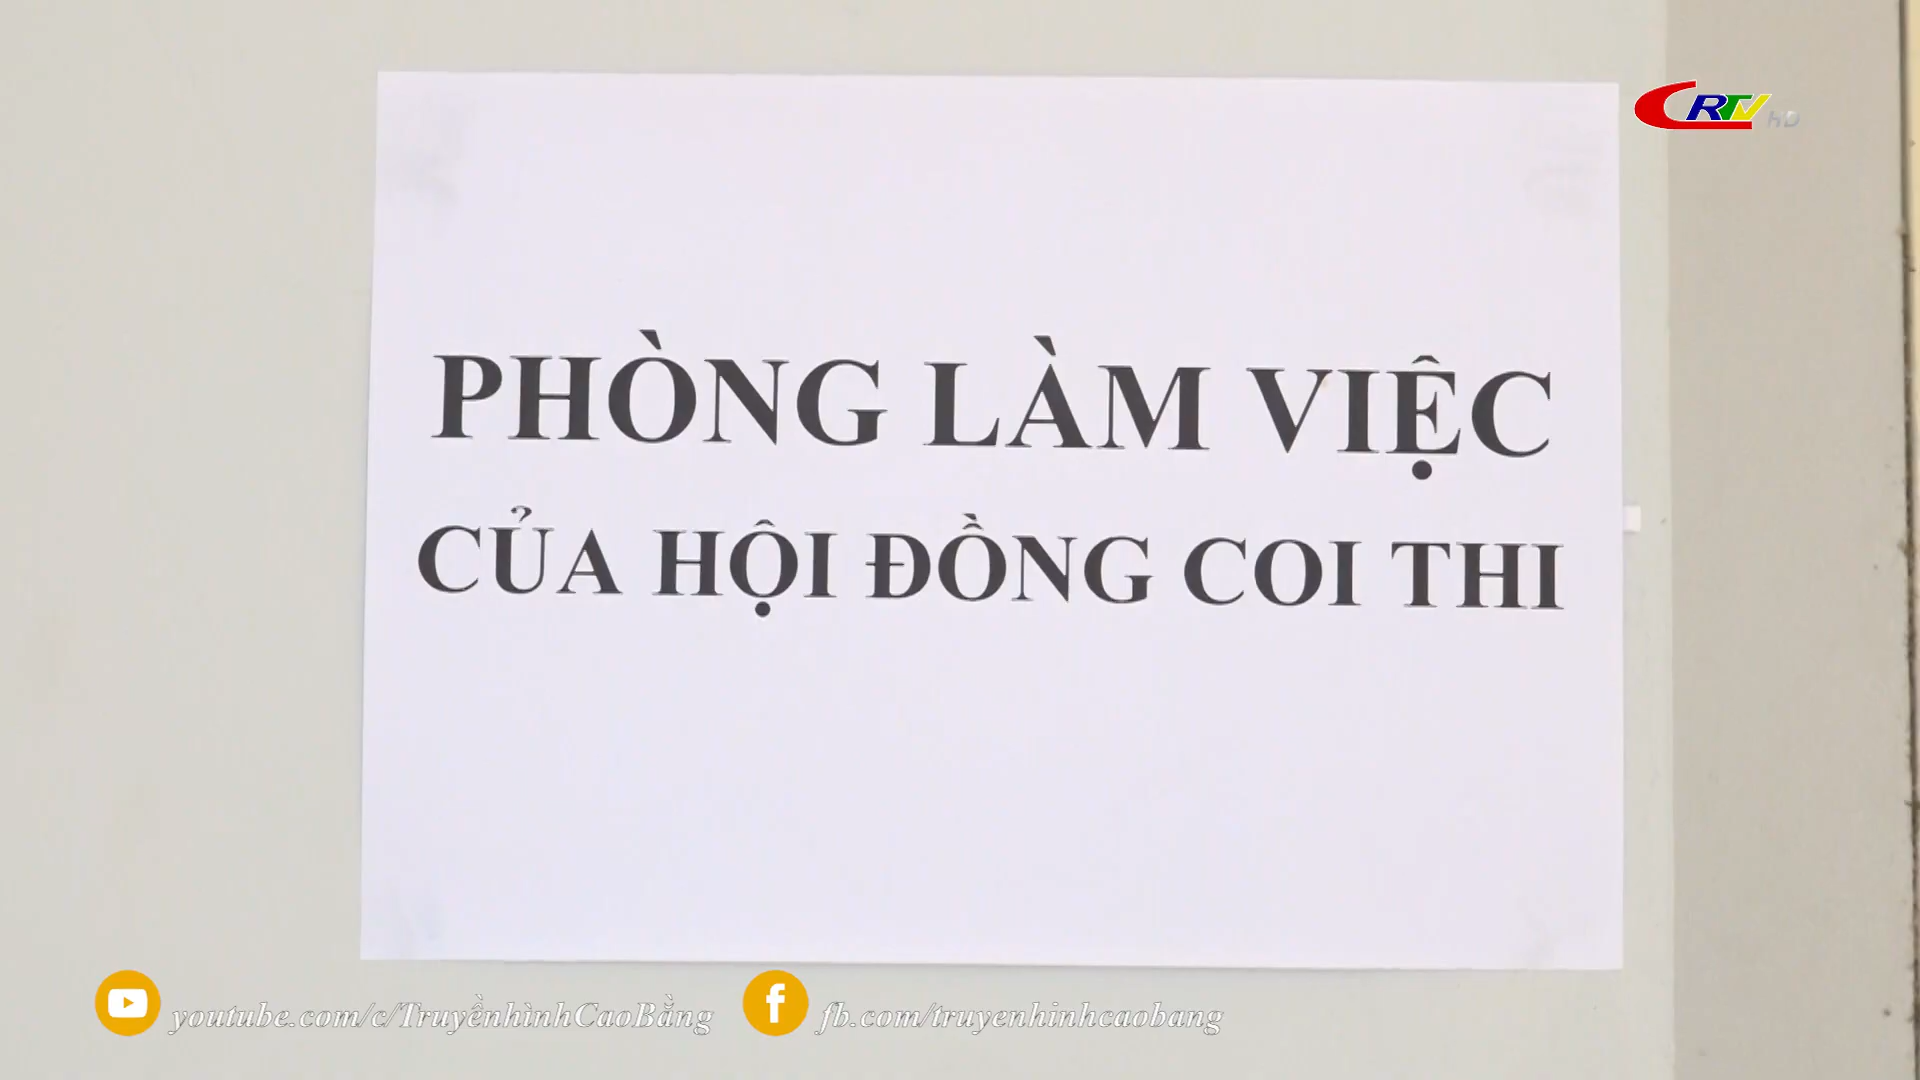 CRTV HD
PHÒNG LÀM VIỆC
CỦA HỘI ĐỒNG COI THI
youtube.com/c/TruyềnhìnhCaoBằng
fb.com/truyenhinhcaobang